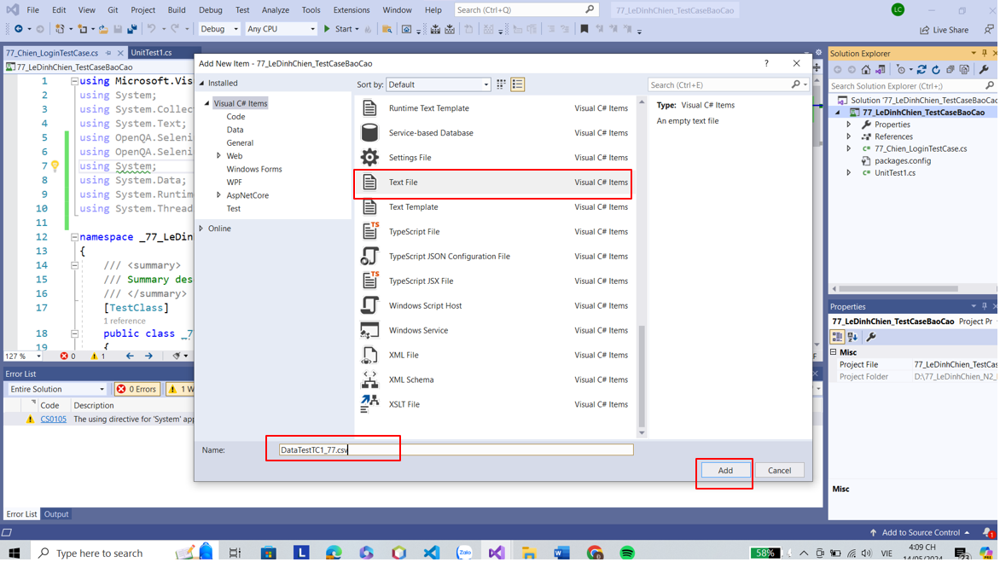 File Edit View Git Project Build Debug Test Analyze Tools Extensions Window Help Search (Ctrl+Q) 77_LeDinhChien_TestCaseBaoCao LC
Debug Any CPU Start Live Share
77_Chien_LoginTestCase.cs UnitTest1.cs
77_LeDinhChien_TestCaseBaoCao
1 using Microsoft.Vis
2 using System;
3 using System.Collect
4 using System.Text;
5 using OpenQA.Seleni
6 using OpenQA.Seleni
7 using System;
8 using System.Data;
9 using System.Runtim
10 using System.Thread
11
12 namespace _77_LeDin
13 {
14 /// <summary>
15 /// Summary des
16 /// </summary>
17 [TestClass]
1 reference
18 public class _7
19 {
127 % 0 1
Add New Item - 77_LeDinhChien_TestCaseBaoCao ?
Installed
Visual C# Items
Code
Data
General
Web
Windows Forms
WPF
AspNetCore
Test
Online
Sort by: Default
Search (Ctrl+E)
Runtime Text Template Visual C# Items
Service-based Database Visual C# Items
Settings File Visual C# Items
Text File Visual C# Items
Text Template Visual C# Items
TS TypeScript File Visual C# Items
TypeScript JSON Configuration File Visual C# Items
TS TypeScript JSX File Visual C# Items
Windows Script Host Visual C# Items
Windows Service Visual C# Items
XML File Visual C# Items
XML Schema Visual C# Items
XSLT File Visual C# Items
Type: Visual C# Items
An empty text file
Name: DataTestTC1_77.csv
Add Cancel
Solution Explorer
Search Solution Explorer (Ctrl+;)
Solution '77_LeDinhChien_TestCaseBaoCao
77_LeDinhChien_TestCaseBaoCao
Properties
References
C# 77_Chien_LoginTestCase.cs
packages.config
C# UnitTest1.cs
Properties
77_LeDinhChien_TestCaseBaoCao Project Pr
Misc
Project File 77_LeDinhChien_TestCas
Project Folder D:\77_LeDinhChien_N2_
Misc
Error List
Entire Solution 0 Errors 1 W
Code Description
CS0105 The using directive for 'System' app
Error List Output
Add to Source Control 1
Type here to search L Zalo W 58% VIE 4:09 CH
14/05/2024 23